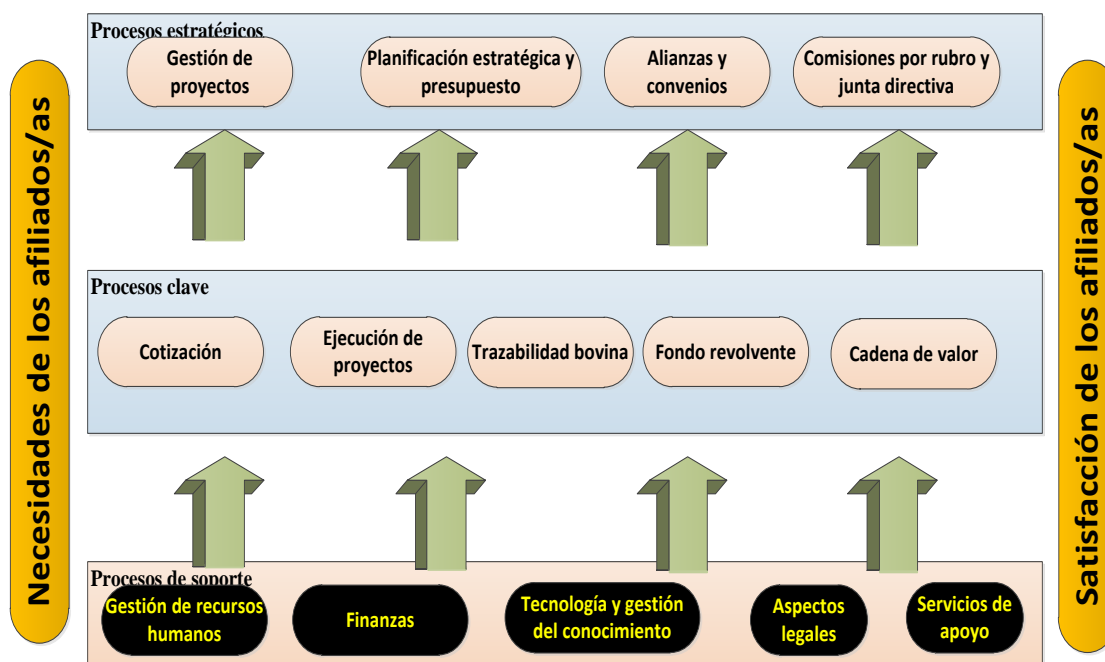 Necesidades de los afiliados/as
Procesos estratégicos
Gestión de
proyectos
Planificación estratégica y
presupuesto
Alianzas y
convenios
Comisiones por rubro y
junta directiva
Procesos clave
Cotización
Ejecución de
proyectos
Trazabilidad bovina
Fondo revolvente
Cadena de valor
Procesos de soporte
Gestión de recursos
humanos
Finanzas
Tecnología y gestión
del conocimiento
Aspectos
legales
Servicios de
apoyo
Satisfacción de los afiliados/as